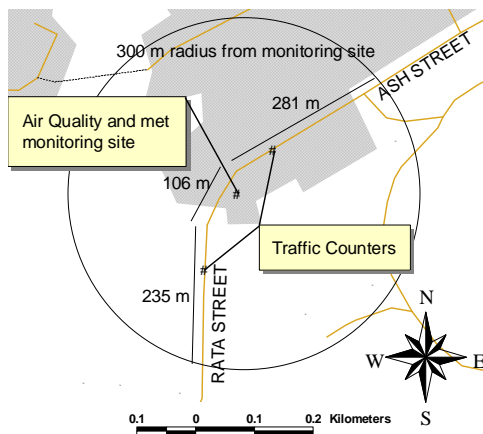 300 m radius from monitoring site
ASH STREET
281 m
Air Quality and met
monitoring site
106 m
#
#
Traffic Counters
#
235 m
RATA STREET
N
W E
S
0.1 0 0.1 0.2 Kilometers